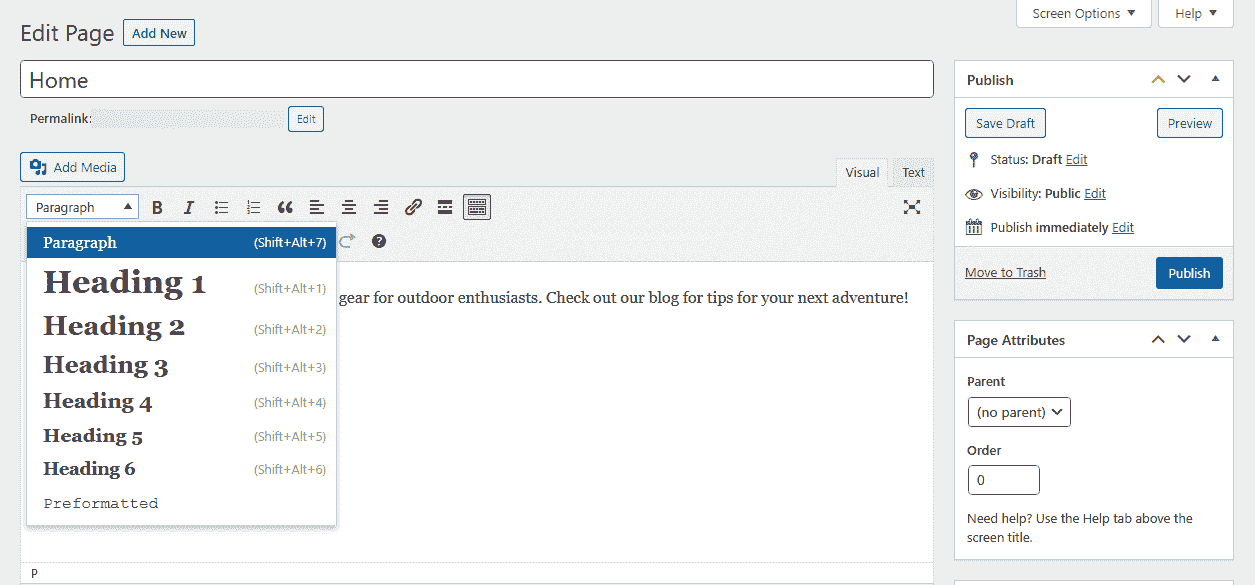 Screen Options Help
Edit Page Add New
Home
Permalink: Edit
Add Media
Visual Text
Paragraph B I
Paragraph (Shift+Alt+7)
Heading 1 (Shift+Alt+1)
Heading 2 (Shift+Alt+2)
Heading 3 (Shift+Alt+3)
Heading 4 (Shift+Alt+4)
Heading 5 (Shift+Alt+5)
Heading 6 (Shift+Alt+6)
Preformatted
gear for outdoor enthusiasts. Check out our blog for tips for your next adventure!
P
Publish
Save Draft Preview
Status: Draft Edit
Visibility: Public Edit
Publish immediately Edit
Move to Trash Publish
Page Attributes
Parent
(no parent)
Order
0
Need help? Use the Help tab above the
screen title.